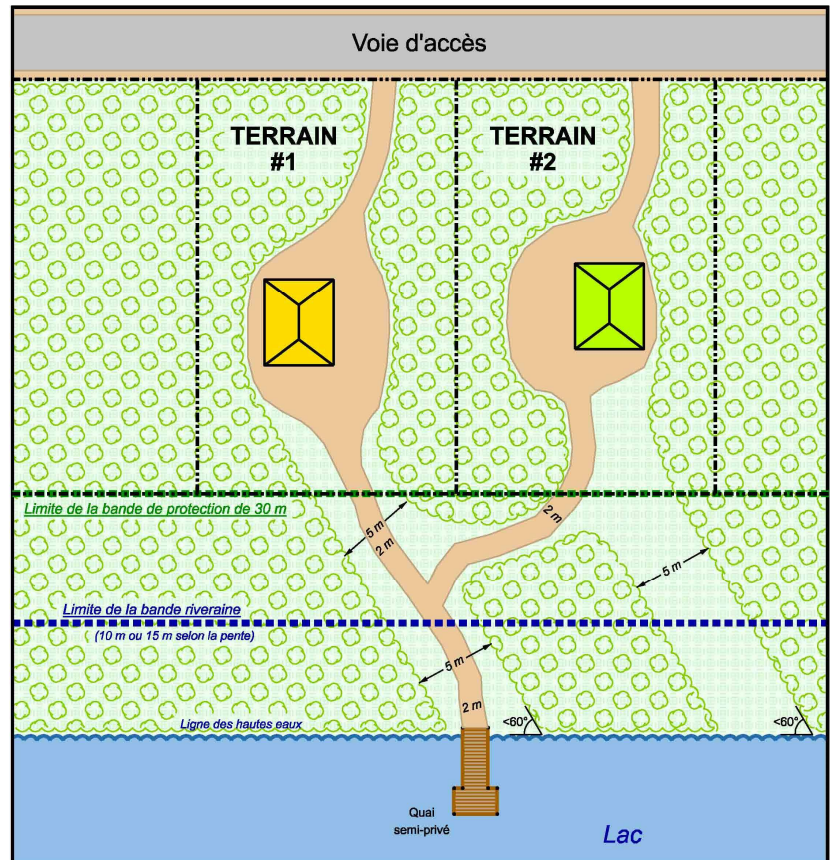 Voie d'accès
TERRAIN
#1
TERRAIN
#2
Limite de la bande de protection de 30 m
5 m
2 m
2 m
5 m
Limite de la bande riveraine
(10 m ou 15 m selon la pente)
5 m
2 m
Ligne des hautes eaux
<60°
<60°
Quai
semi-privé
Lac